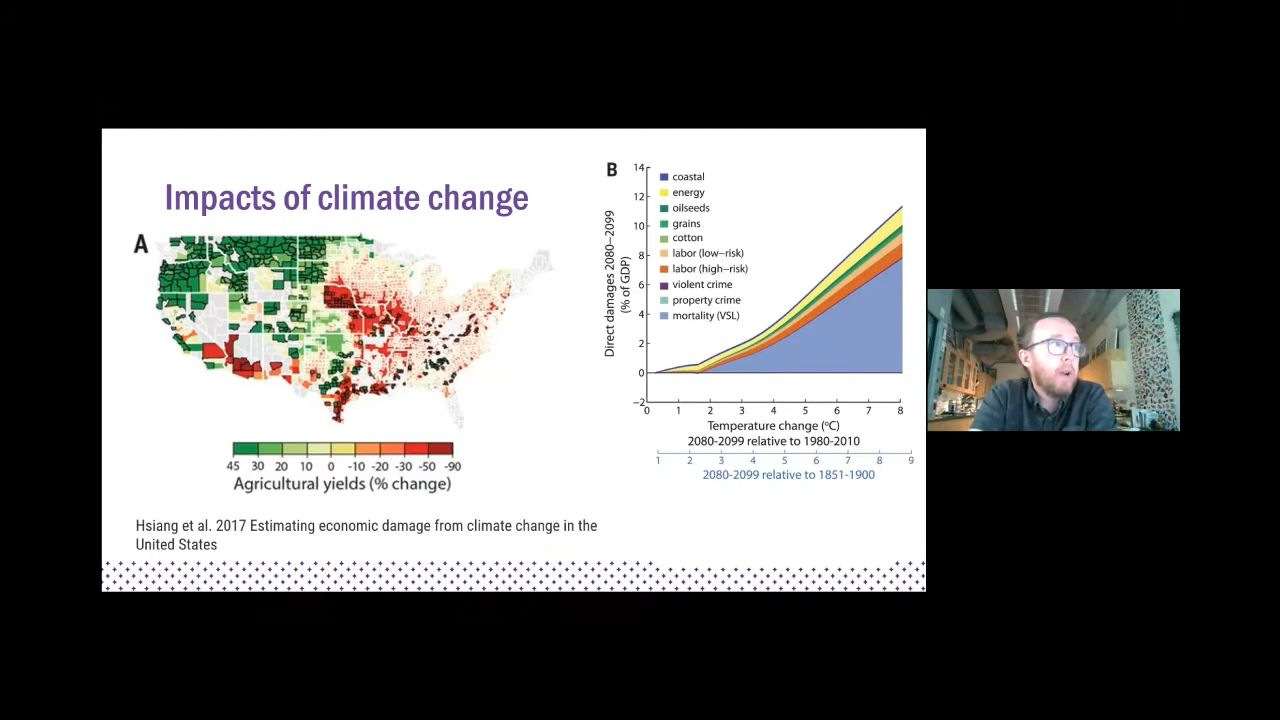 Impacts of climate change
A
45 30 20 10 0 -10 -20 -30 -50 -90
Agricultural yields (% change)
Hsiang et al. 2017 Estimating economic damage from climate change in the
United States
B
Direct damages 2080–2099
(% of GDP)
14
12
10
8
6
4
2
0
−2
coastal
energy
oilseeds
grains
cotton
labor (low−risk)
labor (high−risk)
violent crime
property crime
mortality (VSL)
0 1 2 3 4 5 6 7 8
Temperature change (ºC)
2080-2099 relative to 1980-2010
1 2 3 4 5 6 7 8 9
2080-2099 relative to 1851-1900